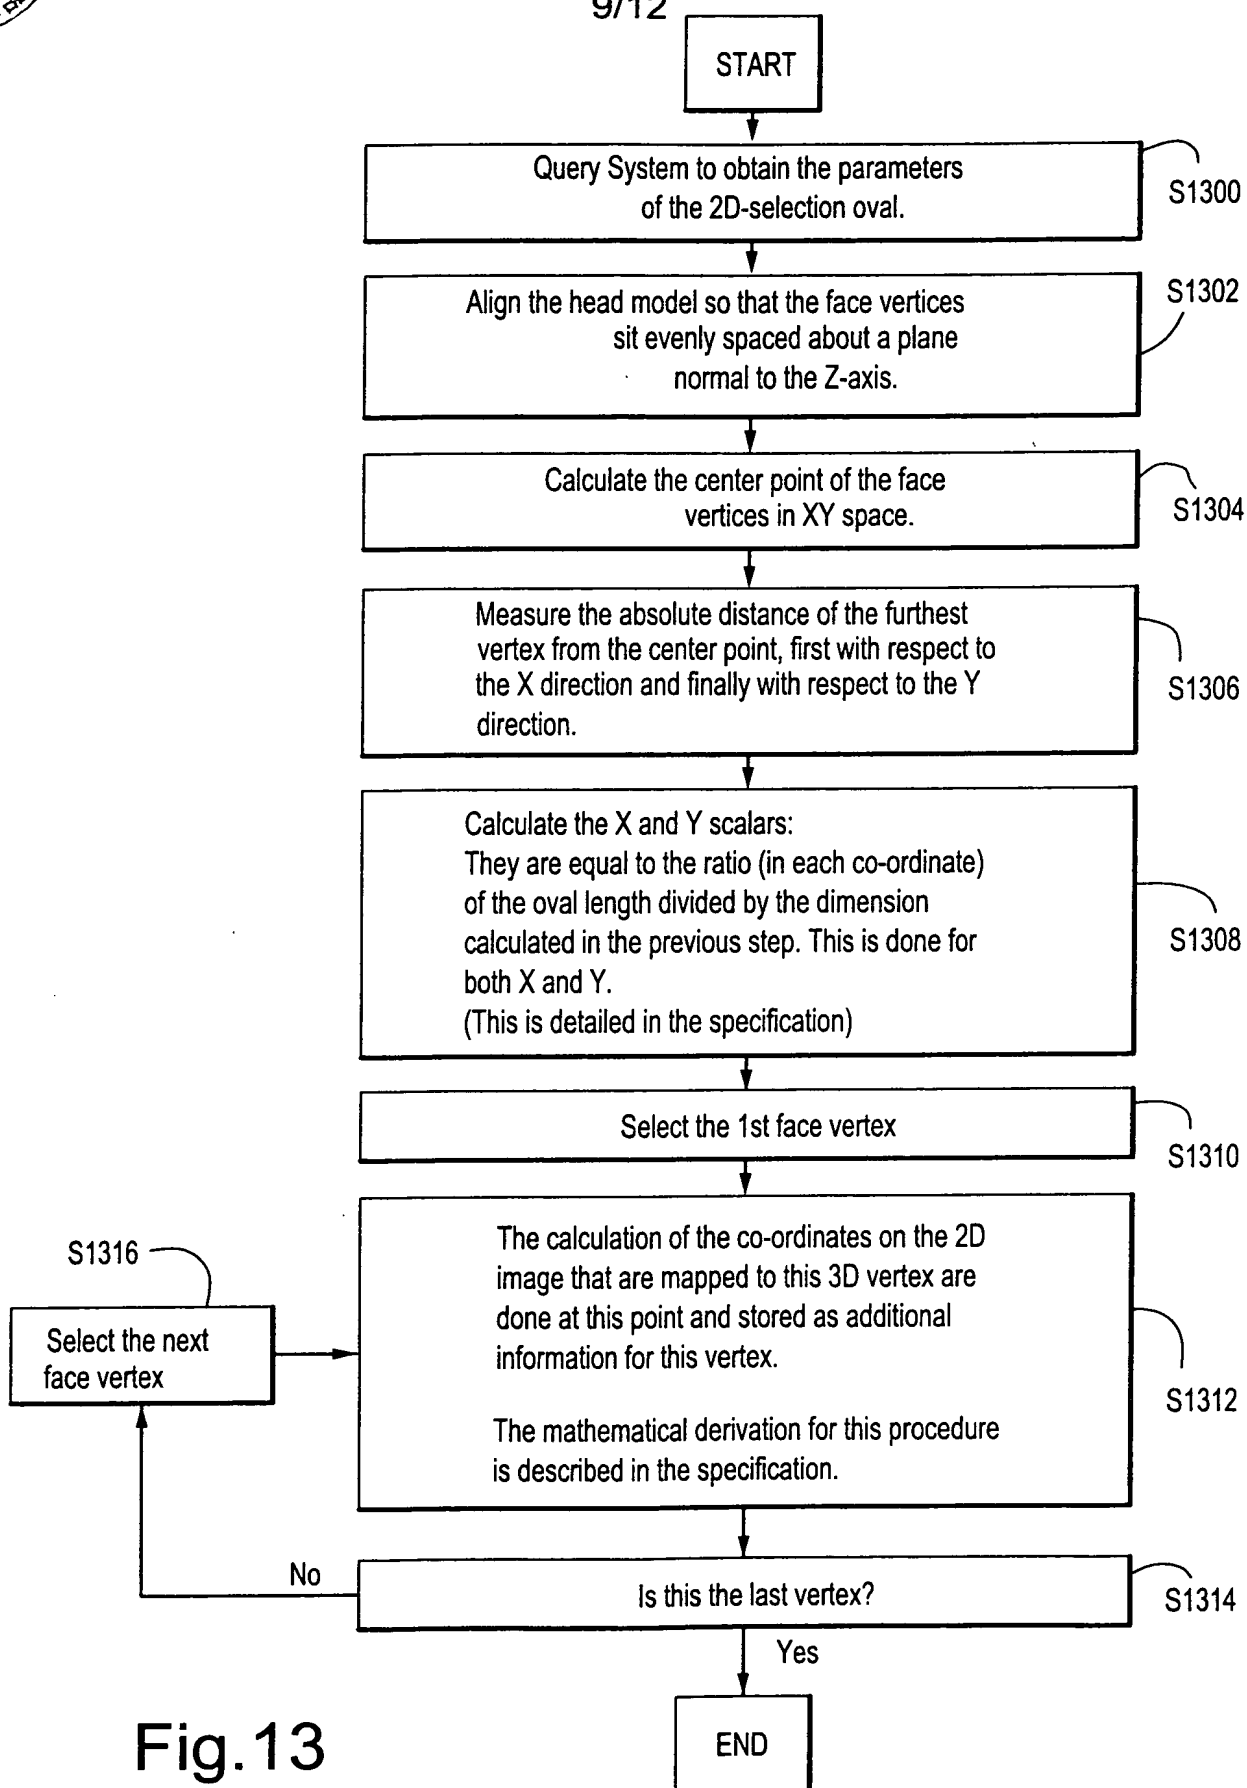 9/12
START
Query System to obtain the parameters
of the 2D-selection oval.
S1300
Align the head model so that the face vertices
sit evenly spaced about a plane
normal to the Z-axis.
S1302
Calculate the center point of the face
vertices in XY space.
S1304
Measure the absolute distance of the furthest
vertex from the center point, first with respect to
the X direction and finally with respect to the Y
direction.
S1306
Calculate the X and Y scalars:
They are equal to the ratio (in each co-ordinate)
of the oval length divided by the dimension
calculated in the previous step. This is done for
both X and Y.
(This is detailed in the specification)
S1308
Select the 1st face vertex
S1310
The calculation of the co-ordinates on the 2D
image that are mapped to this 3D vertex are
done at this point and stored as additional
information for this vertex.
The mathematical derivation for this procedure
is described in the specification.
S1312
S1316
Select the next
face vertex
Is this the last vertex?
S1314
No
Yes
END
Fig.13